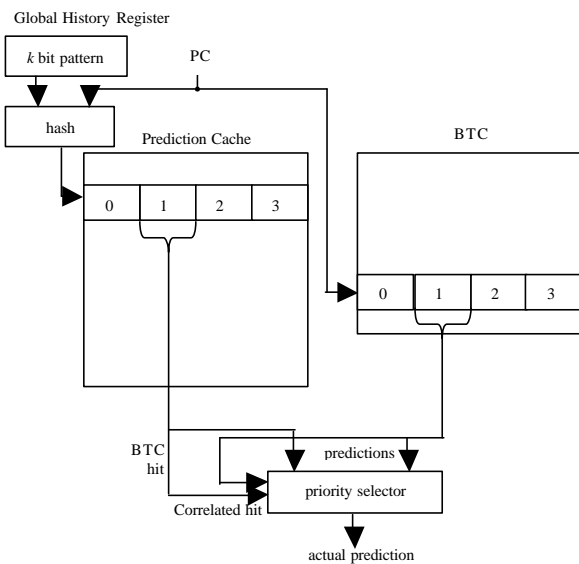 Global History Register
k bit pattern
PC
hash
Prediction Cache
BTC
0 1 2 3
0 1 2 3
BTC
hit
predictions
priority selector
Correlated hit
actual prediction